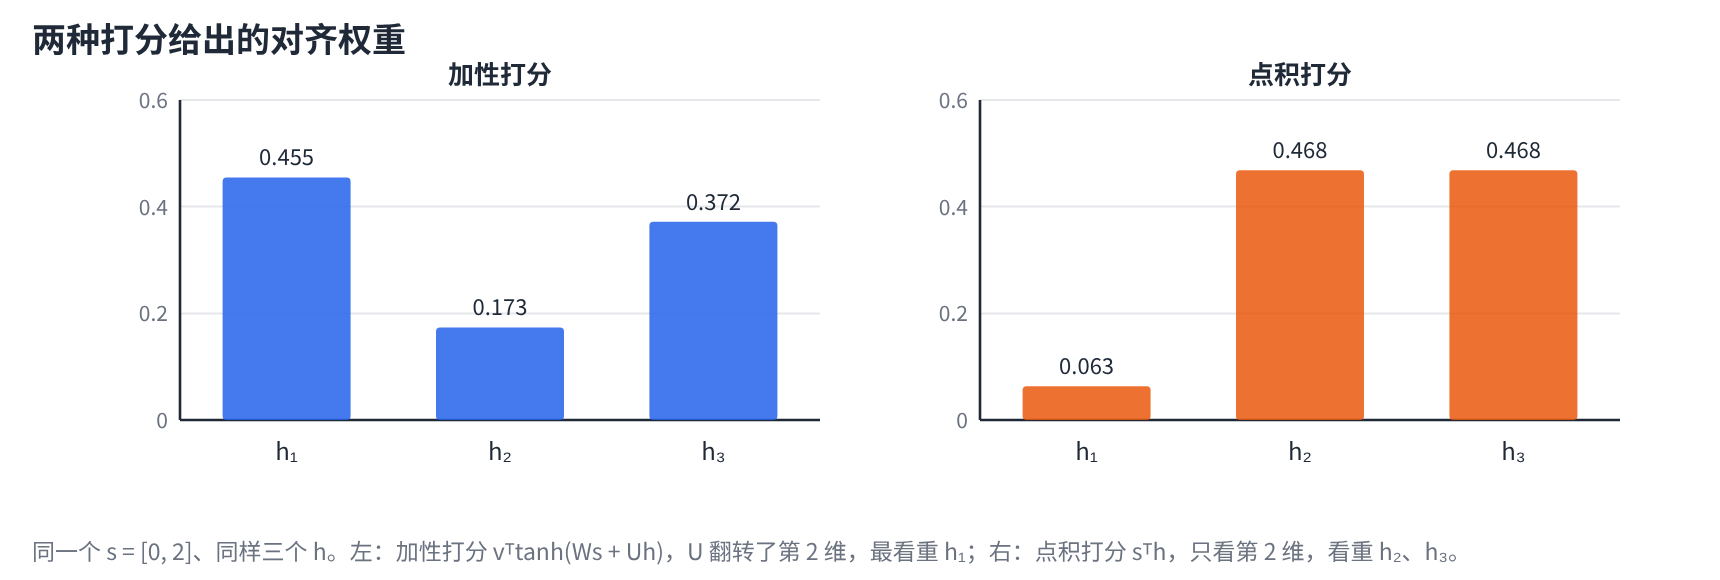 两种打分给出的对齐权重
加性打分
0.6
0.4
0.2
0
0.455
0.173
0.372
h₁
h₂
h₃
点积打分
0.6
0.4
0.2
0
0.063
0.468
0.468
h₁
h₂
h₃
同一个 s = [0, 2]、同样三个 h。左：加性打分 vᵀtanh(Ws + Uh)，U 翻转了第 2 维，最看重 h₁；右：点积打分 sᵀh，只看第 2 维，看重 h₂、h₃。